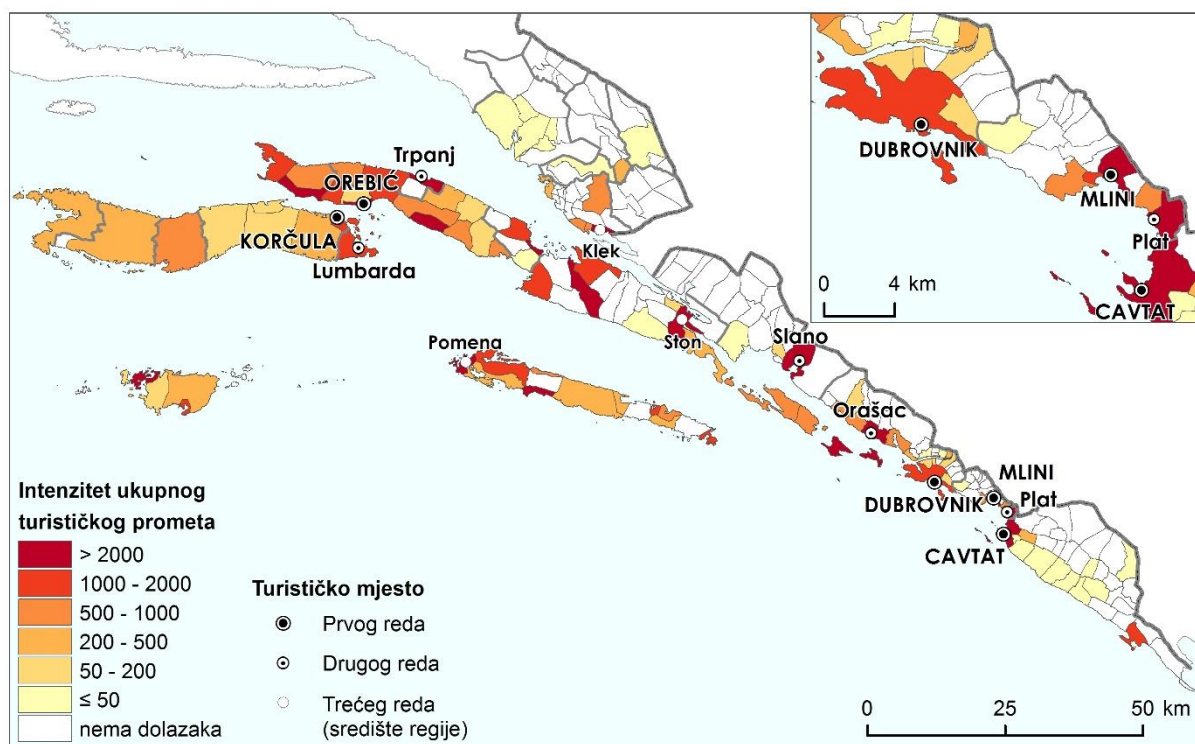 Trpanj
OREBIĆ
KORČULA
Lumbarda
Klek
Pomena
Ston
Slano
Orašac
DUBROVNIK
MLINI
Plat
CAVTAT
DUBROVNIK
MLINI
Plat
CAVTAT
0 4 km
Intenzitet ukupnog
turističkog prometa
> 2000
1000 - 2000
500 - 1000
200 - 500
50 - 200
≤ 50
nema dolazaka
Turističko mjesto
Prvog reda
Drugog reda
Trećeg reda
(središte regije)
0 25 50 km